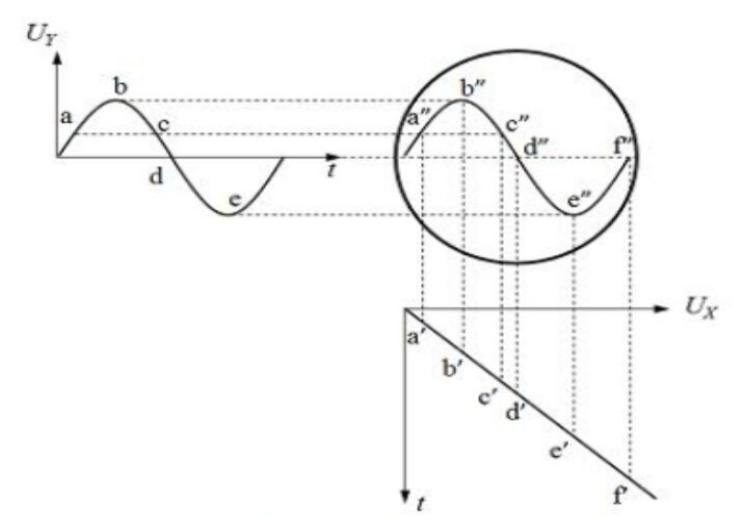 U_Y
b
b″
a
c
a″
c″
d″
f″
d
t
e
e″
U_X
a′
b′
c′
d′
e′
f′
t